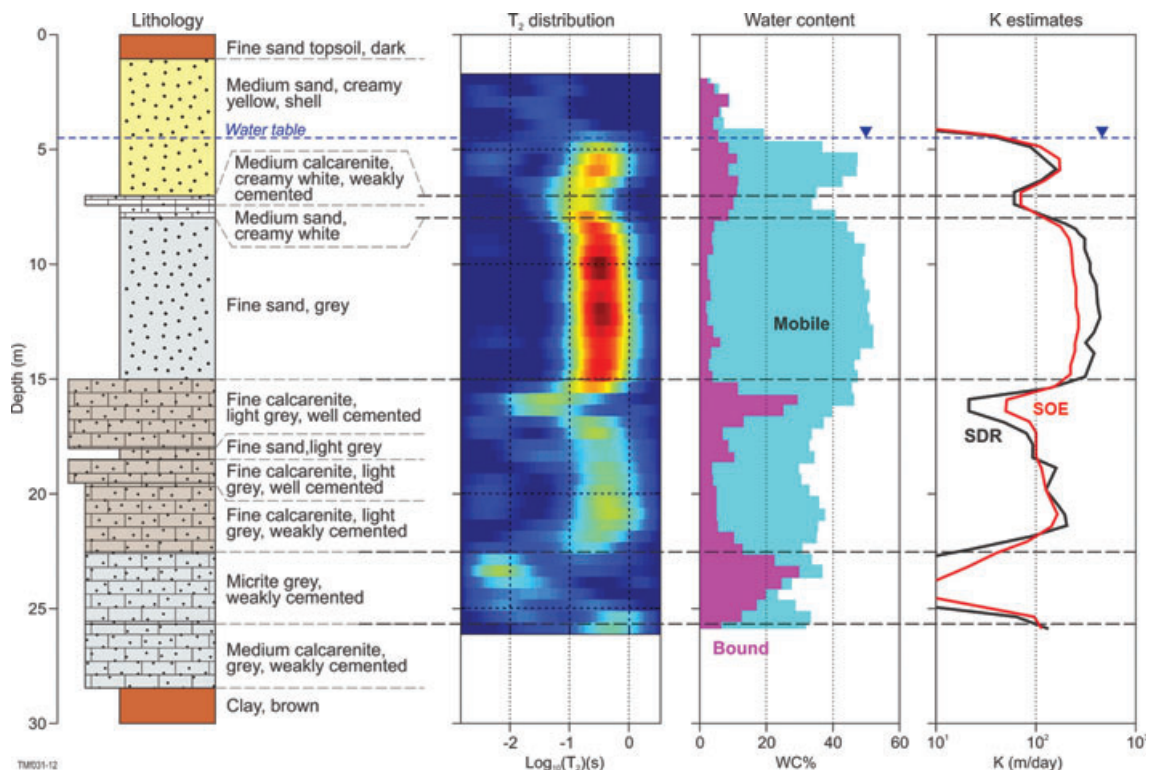 Lithology
T2 distribution
Water content
K estimates
0
5
10
15
20
25
30
Depth (m)
Fine sand topsoil, dark
Medium sand, creamy
yellow, shell
Water table
Medium calcarenite,
creamy white, weakly
cemented
Medium sand,
creamy white
Fine sand, grey
Fine calcarenite,
light grey, well cemented
Fine sand,light grey
Fine calcarenite, light
grey, well cemented
Fine calcarenite, light
grey, weakly cemented
Micrite grey,
weakly cemented
Medium calcarenite,
grey, weakly cemented
Clay, brown
-2 -1 0
Log10(T2)(s)
Mobile
Bound
0 20 40 60
WC%
SOE
SDR
10¹ 10² 10¹
K (m/day)
TMf031-12